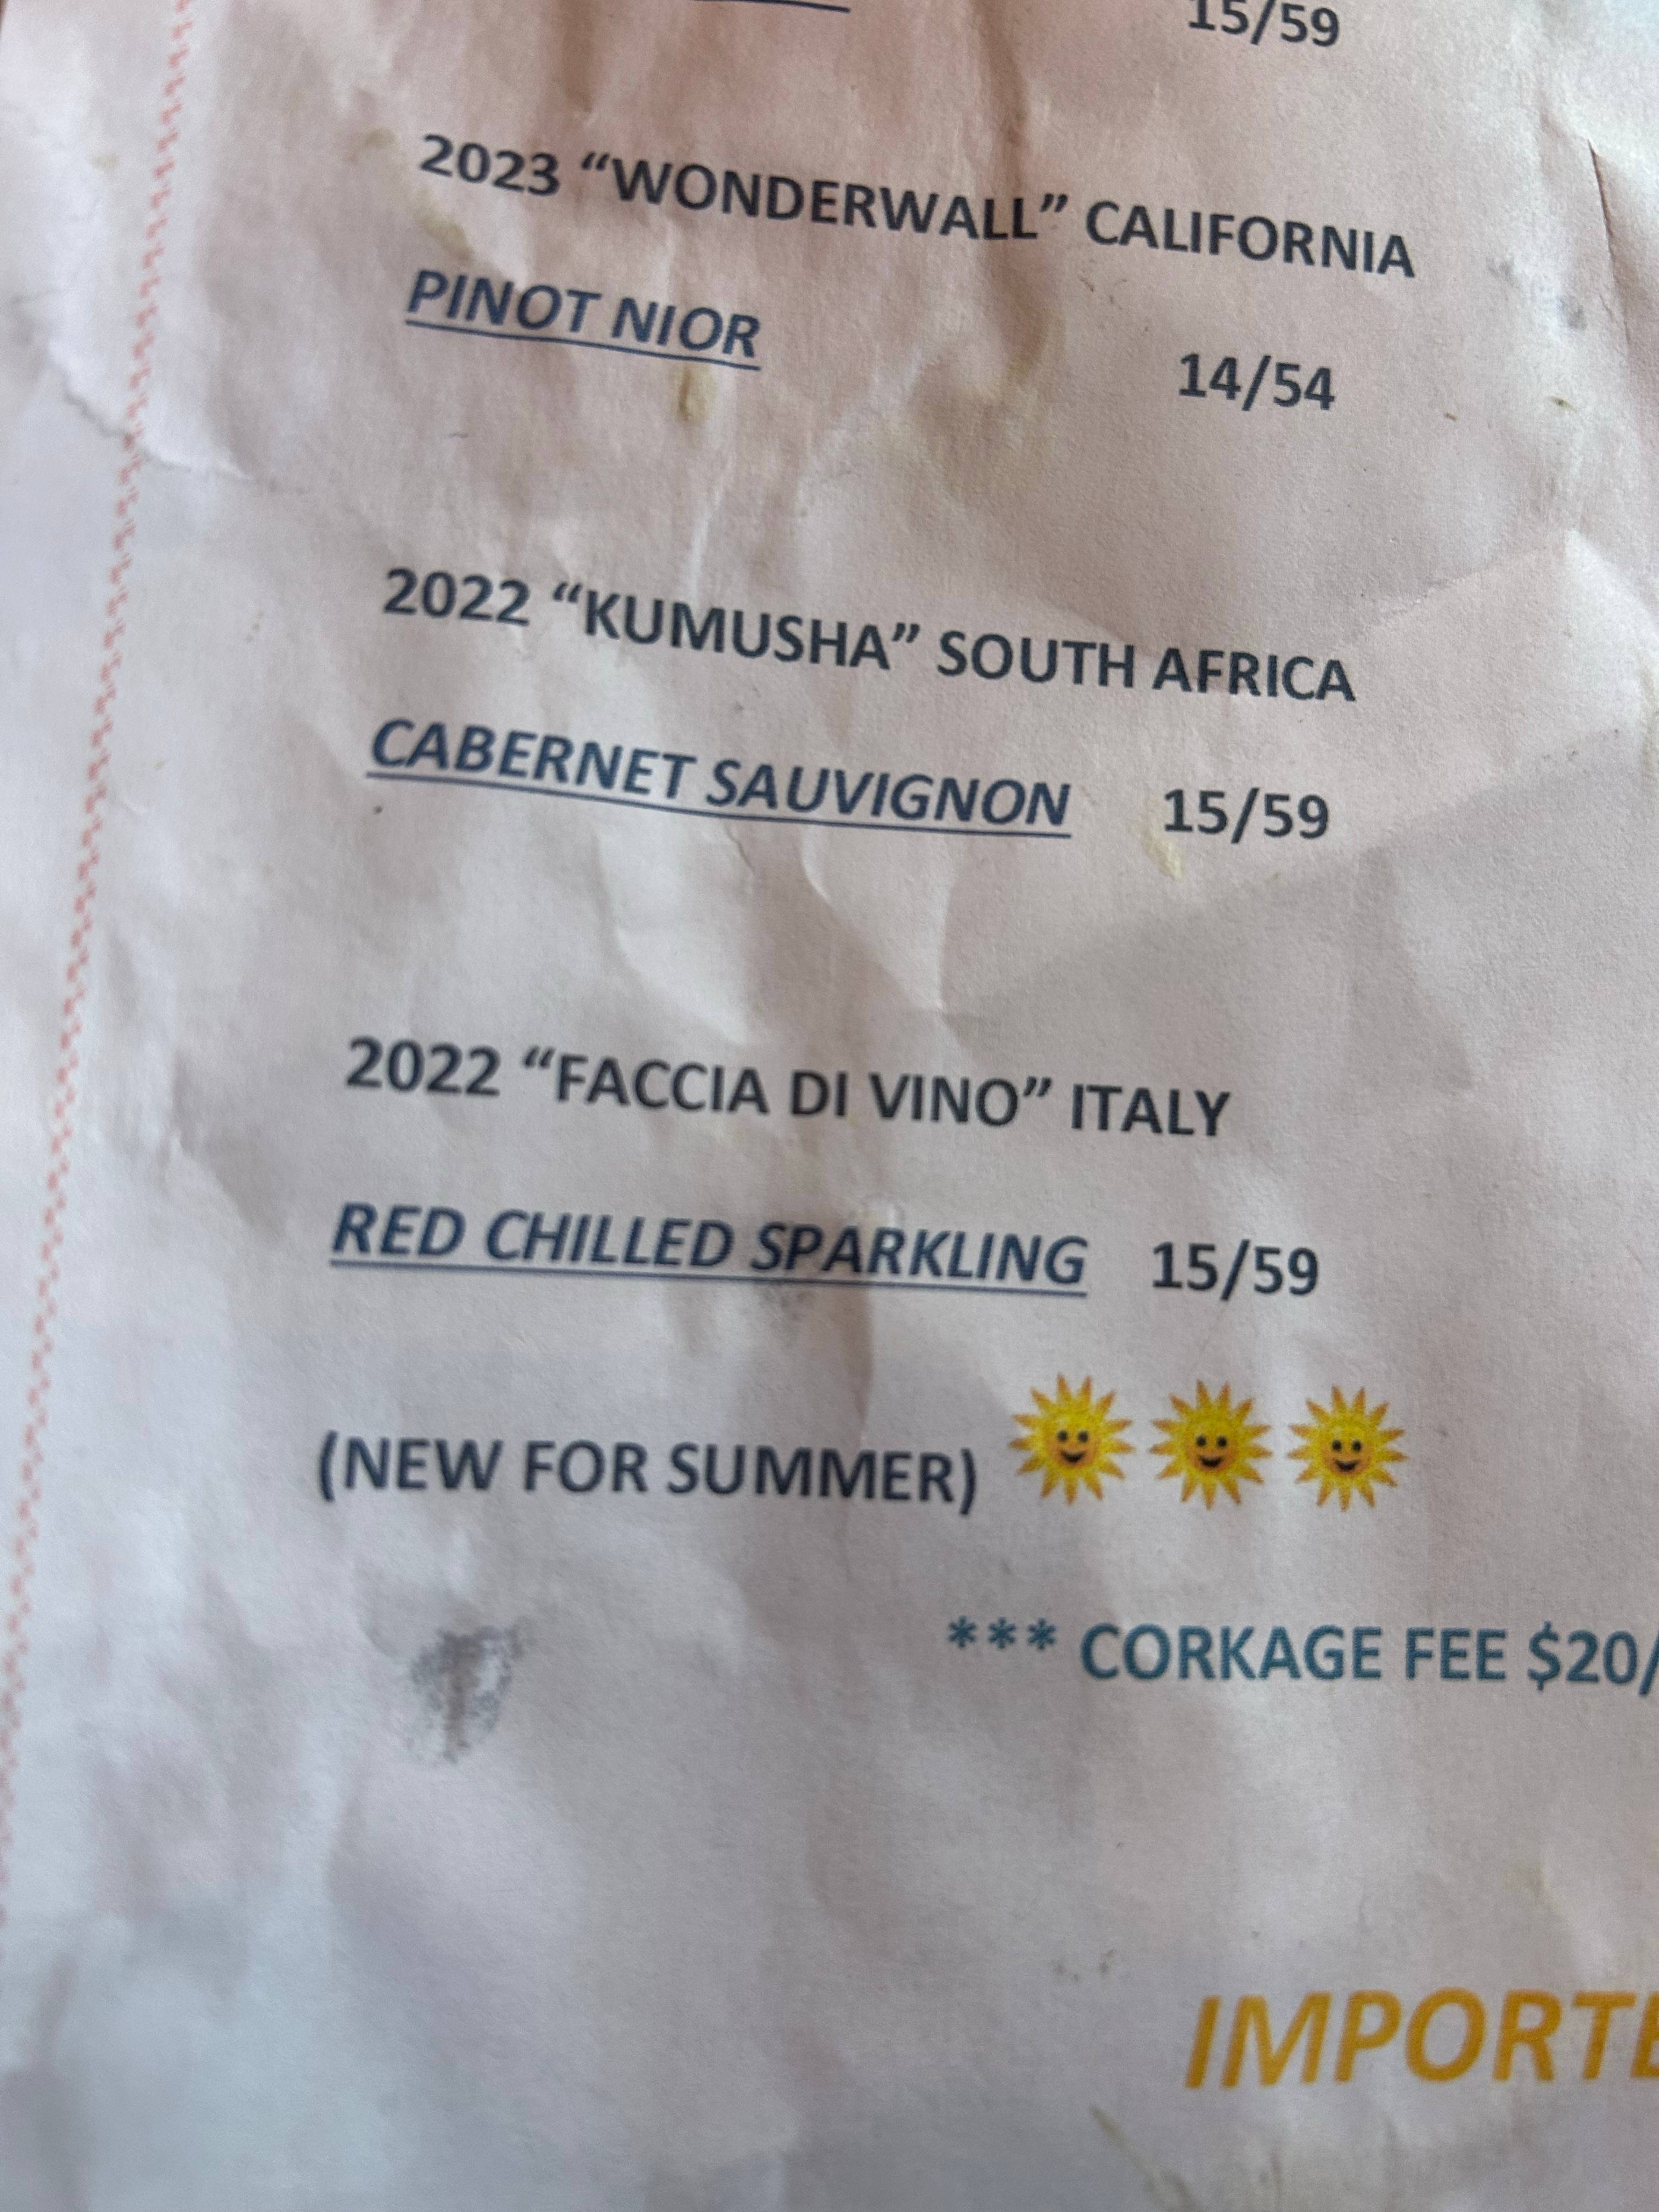 15/59
2023 “WONDERWALL” CALIFORNIA
PINOT NIOR 14/54
2022 “KUMUSHA” SOUTH AFRICA
CABERNET SAUVIGNON 15/59
2022 “FACCIA DI VINO” ITALY
RED CHILLED SPARKLING 15/59
(NEW FOR SUMMER)
*** CORKAGE FEE $20/
IMPORTE